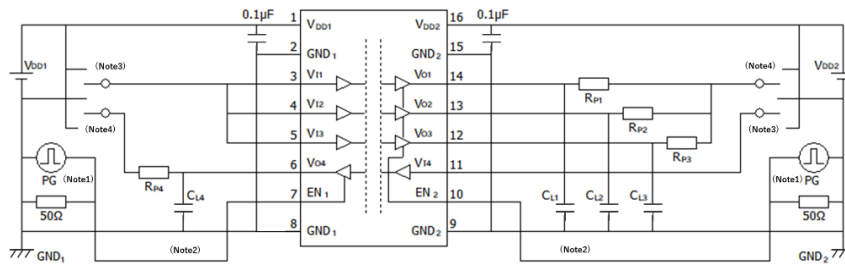 0.1μF
1
VDD1
VDD2
16
0.1μF
2
GND1
GND2
15
VDD1
(Note3)
3
VI1
VO1
14
(Note4)
VDD2
RP1
4
VI2
VO2
13
RP2
(Note4)
5
VI3
VO3
12
(Note3)
RP3
6
VO4
VI4
11
PG
(Note1)
RP4
(Note1)
PG
CL4
7
EN1
EN2
10
CL1
CL2
CL3
50Ω
50Ω
8
GND1
GND2
9
GND1
(Note2)
(Note2)
GND2